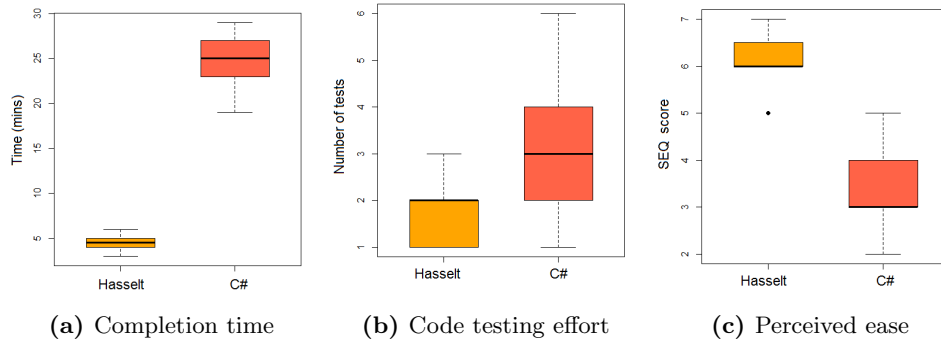 Time (mins)
30
25
20
15
10
5
Hasselt
C#
(a) Completion time
Number of tests
6
5
4
3
2
1
Hasselt
C#
(b) Code testing effort
SEQ score
7
6
5
4
3
2
Hasselt
C#
(c) Perceived ease